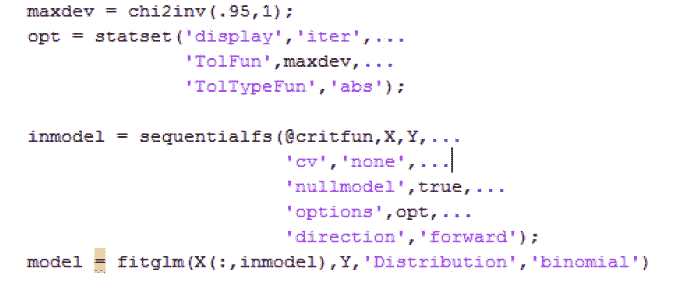 maxdev = chi2inv(.95,1);
opt = statset('display','iter',...
'TolFun',maxdev,...
'TolTypeFun','abs');
inmodel = sequentialfs(@critfun,X,Y,...
'cv','none',...
'nullmodel',true,...
'options',opt,...
'direction','forward');
model = fitglm(X(:,inmodel),Y,'Distribution','binomial')